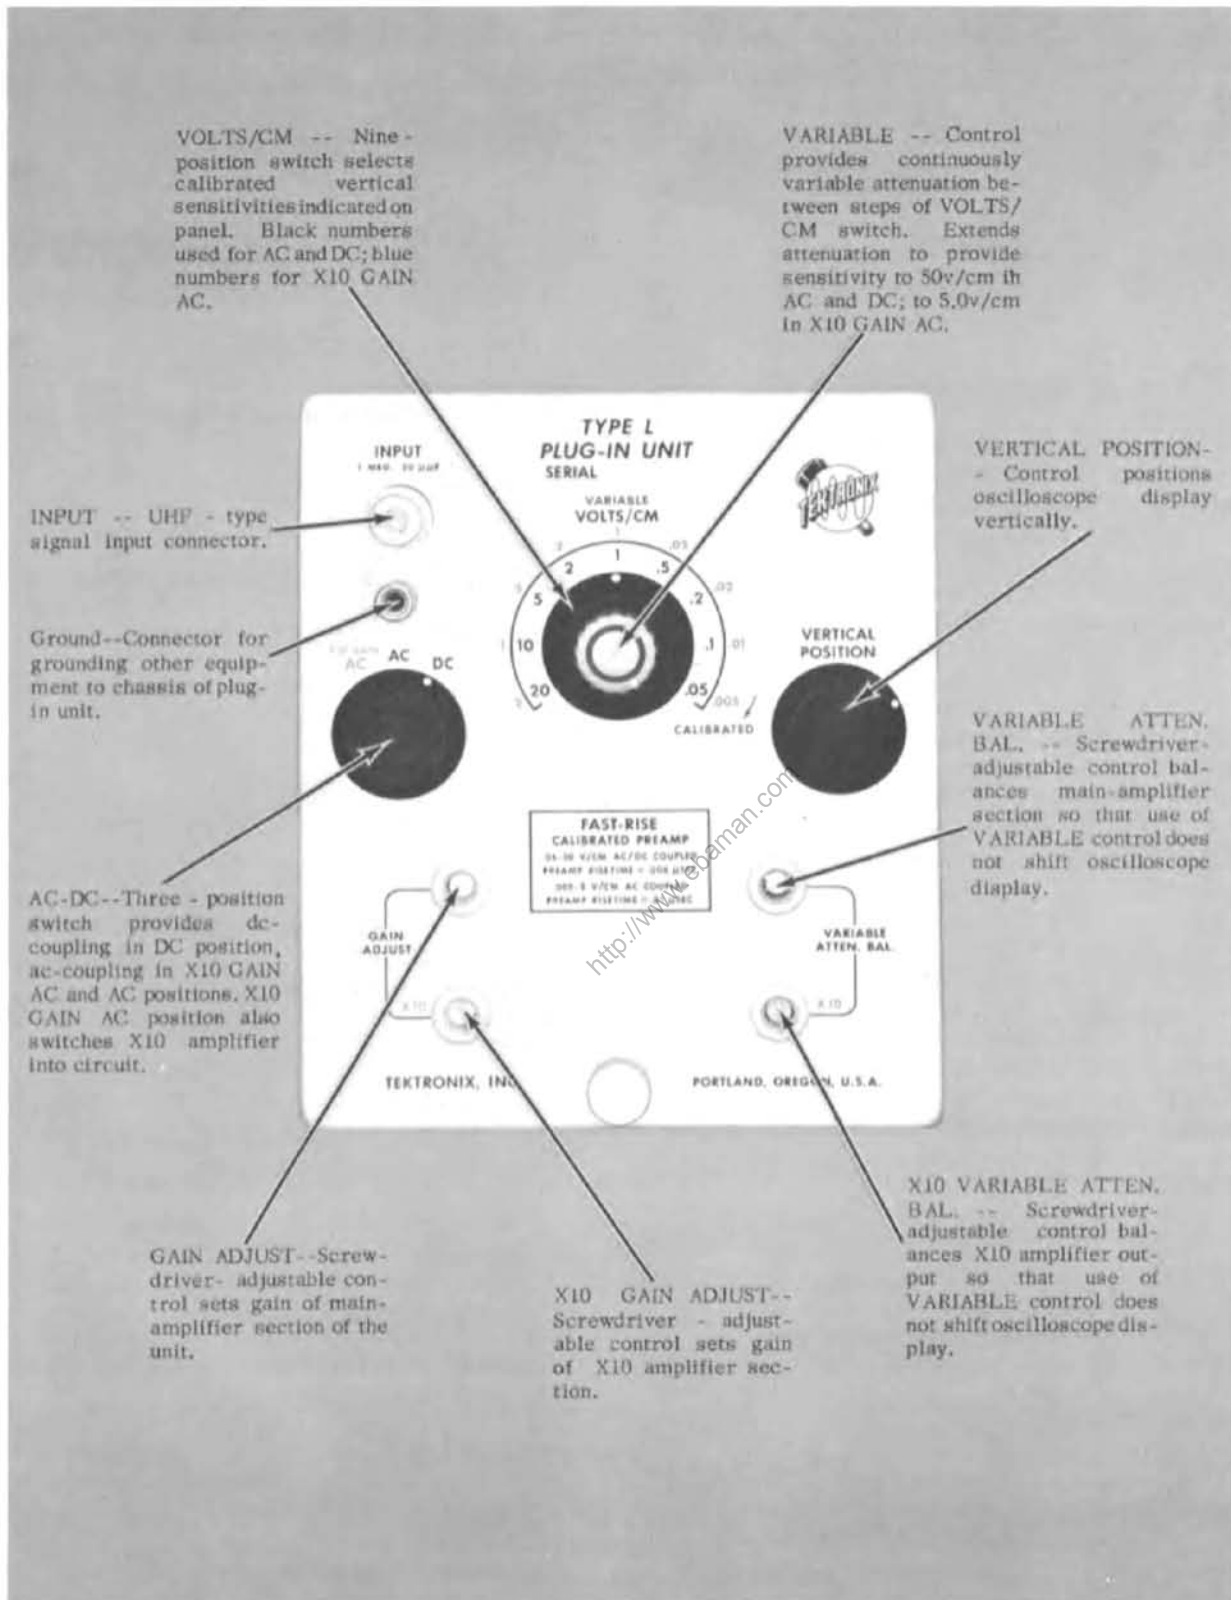 VOLTS/CM -- Nine-
position switch selects
calibrated vertical
sensitivities indicated on
panel. Black numbers
used for AC and DC; blue
numbers for X10 GAIN
AC.
VARIABLE -- Control
provides continuously
variable attenuation be-
tween steps of VOLTS/
CM switch. Extends
attenuation to provide
sensitivity to 50v/cm in
AC and DC; to 5.0v/cm
in X10 GAIN AC.
INPUT -- UHF - type
signal input connector.
Ground--Connector for
grounding other equip-
ment to chassis of plug-
in unit.
AC-DC--Three - position
switch provides dc-
coupling in DC position,
ac-coupling in X10 GAIN
AC and AC positions. X10
GAIN AC position also
switches X10 amplifier
into circuit.
TYPE L
PLUG-IN UNIT
SERIAL
INPUT
VARIABLE
VOLTS/CM
TEKTRONIX
20 10 5 2 1 .5 .2 .1 .05
.2 1 .05 .02 .01 .005
CALIBRATED
AC AC DC
VERTICAL
POSITION
FAST-RISE
CALIBRATED PREAMP
GAIN
ADJUST
X10
VARIABLE
ATTEN. BAL.
X10
TEKTRONIX, INC.
PORTLAND, OREGON, U.S.A.
http://www.ebaman.com
VERTICAL POSITION-
- Control positions
oscilloscope display
vertically.
VARIABLE ATTEN.
BAL. -- Screwdriver-
adjustable control bal-
ances main-amplifier
section so that use of
VARIABLE control does
not shift oscilloscope
display.
GAIN ADJUST--Screw-
driver- adjustable con-
trol sets gain of main-
amplifier section of the
unit.
X10 GAIN ADJUST--
Screwdriver - adjust-
able control sets gain
of X10 amplifier sec-
tion.
X10 VARIABLE ATTEN.
BAL. -- Screwdriver-
adjustable control bal-
ances X10 amplifier out-
put so that use of
VARIABLE control does
not shift oscilloscope dis-
play.